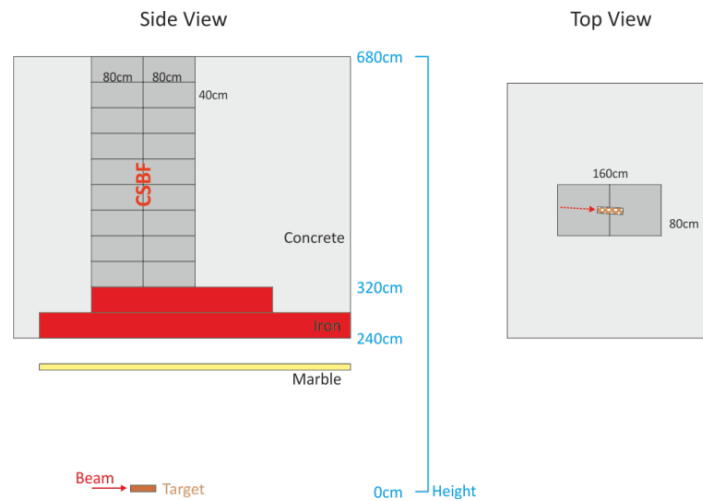 Side View
Top View
680cm
80cm
80cm
40cm
CSBF
160cm
80cm
Concrete
320cm
Iron
240cm
Marble
Beam
Target
0cm
Height